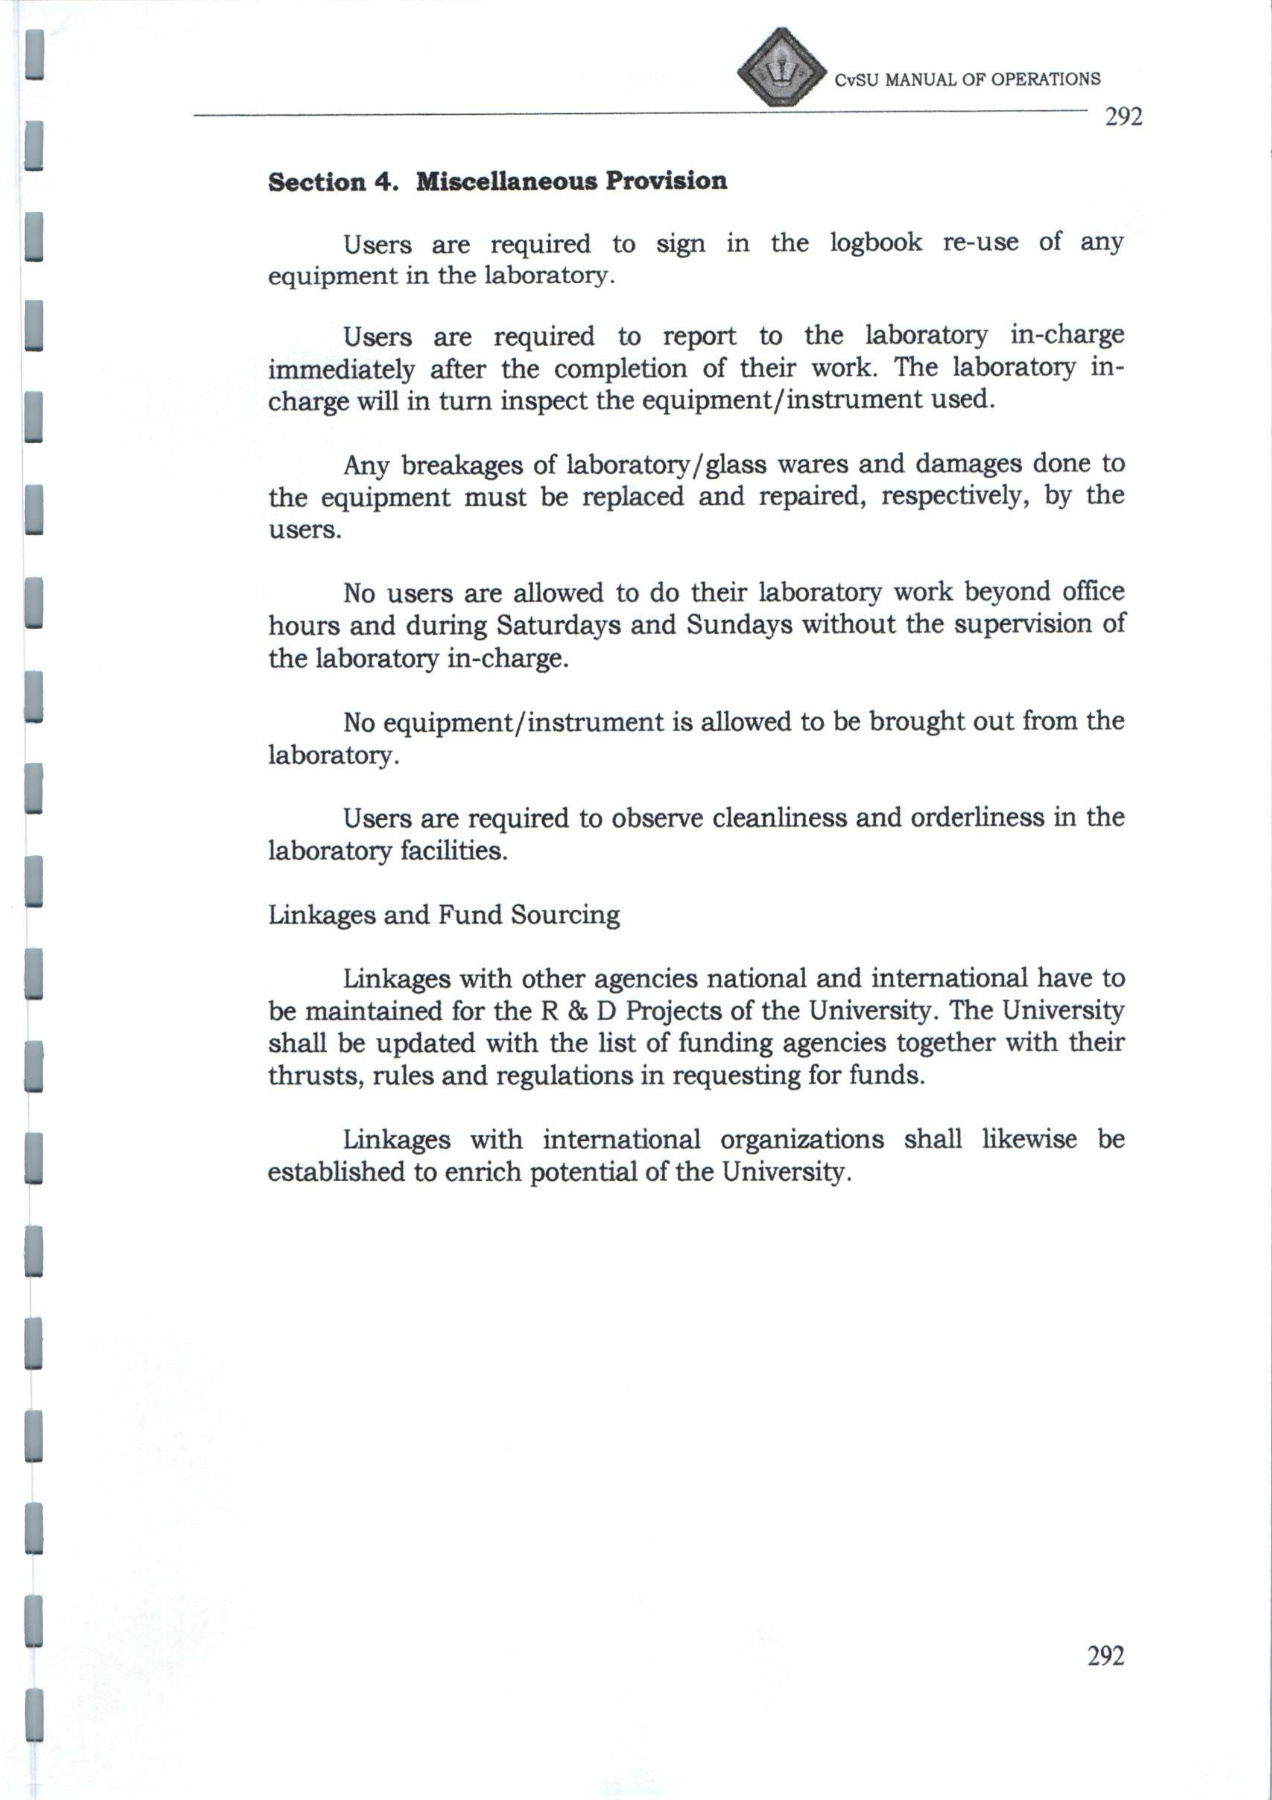 CvSU MANUAL OF OPERATIONS
292
Section 4. Miscellaneous Provision
Users are required to sign in the logbook re-use of any
equipment in the laboratory.
Users are required to report to the laboratory in-charge
immediately after the completion of their work. The laboratory in-
charge will in turn inspect the equipment/instrument used.
Any breakages of laboratory/glass wares and damages done to
the equipment must be replaced and repaired, respectively, by the
users.
No users are allowed to do their laboratory work beyond office
hours and during Saturdays and Sundays without the supervision of
the laboratory in-charge.
No equipment/instrument is allowed to be brought out from the
laboratory.
Users are required to observe cleanliness and orderliness in the
laboratory facilities.
Linkages and Fund Sourcing
Linkages with other agencies national and international have to
be maintained for the R & D Projects of the University. The University
shall be updated with the list of funding agencies together with their
thrusts, rules and regulations in requesting for funds.
Linkages with international organizations shall likewise be
established to enrich potential of the University.
292